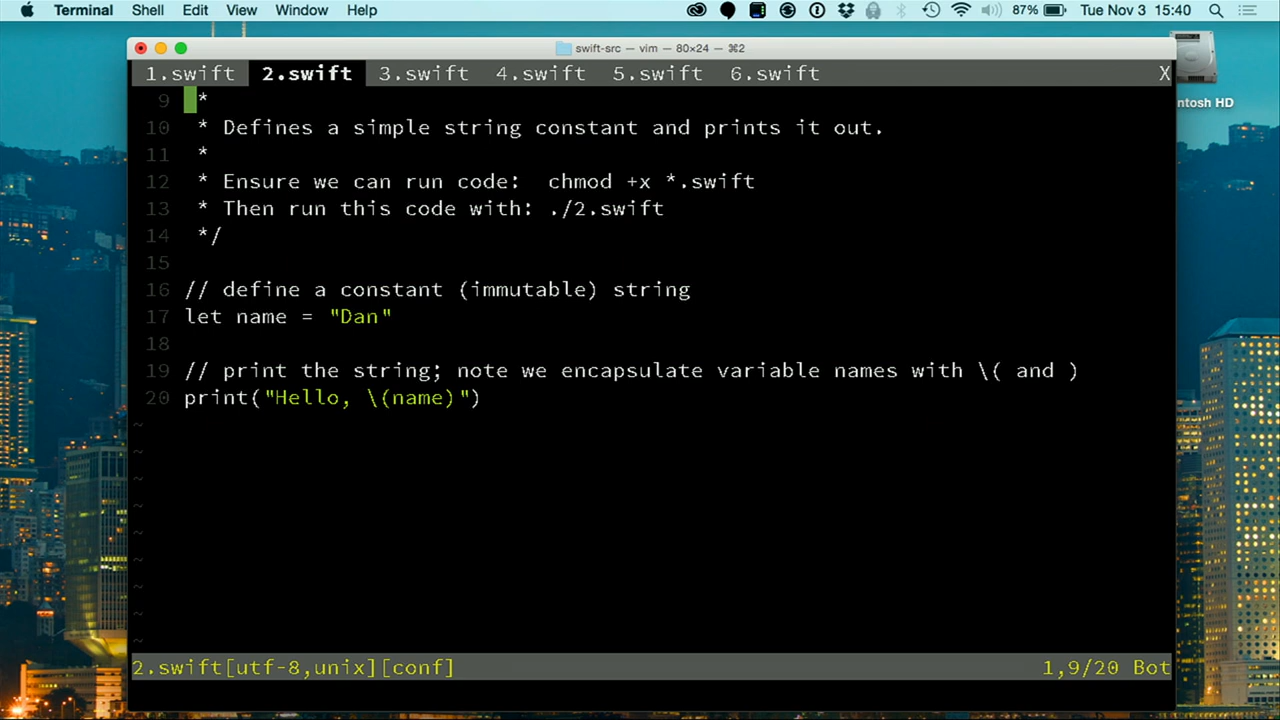 Terminal Shell Edit View Window Help 87% Tue Nov 3 15:40
swift-src — vim — 80×24 — ⌘2
1.swift 2.swift 3.swift 4.swift 5.swift 6.swift X
ntosh HD
9 *
10 * Defines a simple string constant and prints it out.
11 *
12 * Ensure we can run code: chmod +x *.swift
13 * Then run this code with: ./2.swift
14 */
15
16 // define a constant (immutable) string
17 let name = "Dan"
18
19 // print the string; note we encapsulate variable names with \( and )
20 print("Hello, \(name)")
~
~
~
~
~
~
~
~
~
2.swift[utf-8,unix][conf] 1,9/20 Bot